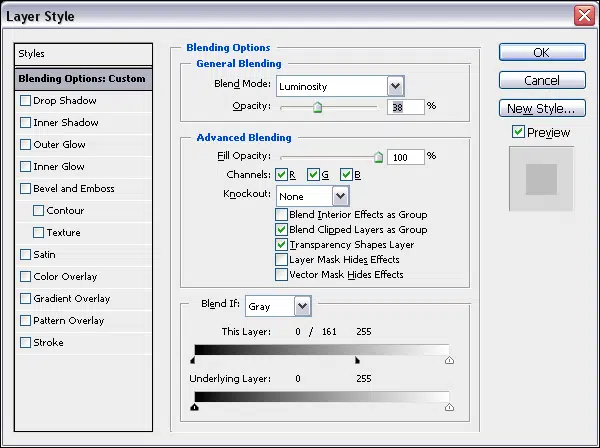 Layer Style
Styles
Blending Options: Custom
Drop Shadow
Inner Shadow
Outer Glow
Inner Glow
Bevel and Emboss
Contour
Texture
Satin
Color Overlay
Gradient Overlay
Pattern Overlay
Stroke
Blending Options
General Blending
Blend Mode: Luminosity
Opacity: 38 %
Advanced Blending
Fill Opacity: 100 %
Channels: R G B
Knockout: None
Blend Interior Effects as Group
Blend Clipped Layers as Group
Transparency Shapes Layer
Layer Mask Hides Effects
Vector Mask Hides Effects
Blend If: Gray
This Layer: 0 / 161 255
Underlying Layer: 0 255
OK
Cancel
New Style...
Preview